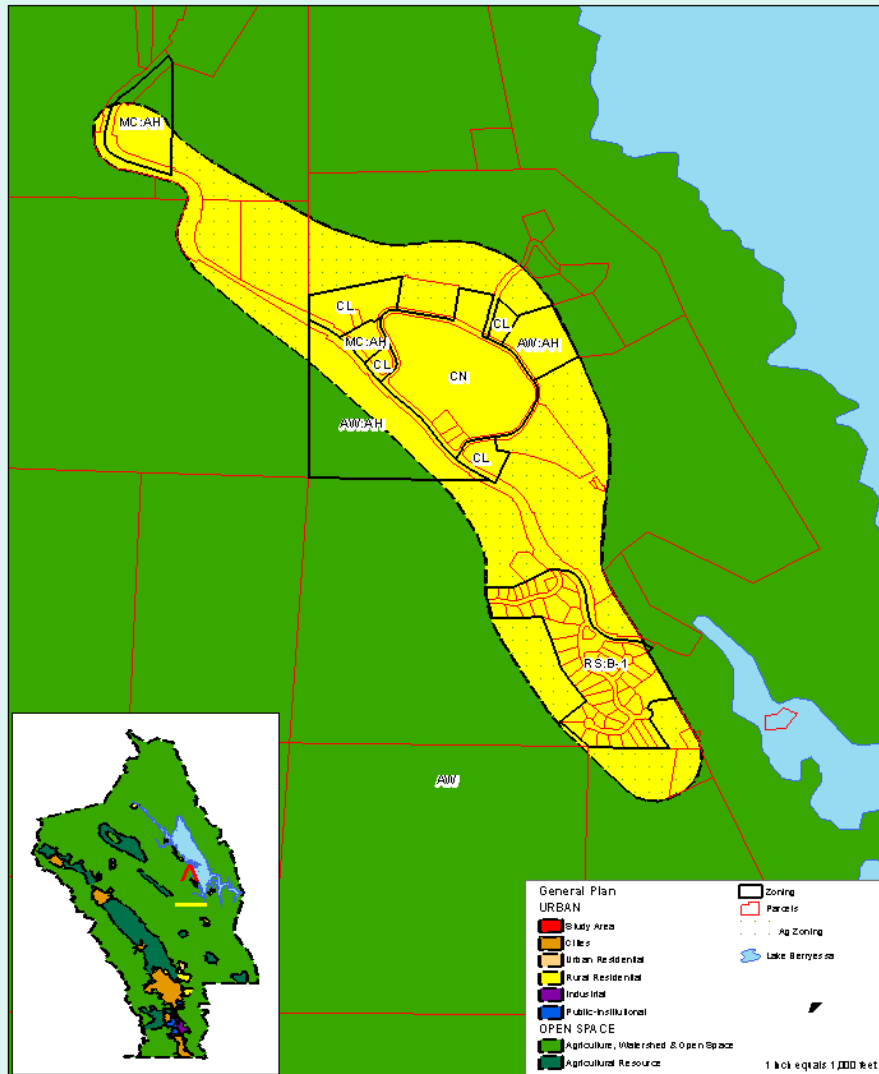 MC:AH
CL
CL
MC:AH
AW:AH
CL
CN
AW:AH
CL
RS:B-1
AW
General Plan
URBAN
Study Area
Cities
Urban Residential
Rural Residential
Industrial
Public-Institutional
OPEN SPACE
Agriculture, Watershed & Open Space
Agricultural Resource
Zoning
Parcels
Ag Zoning
Lake Berryessa
1 inch equals 1,000 feet